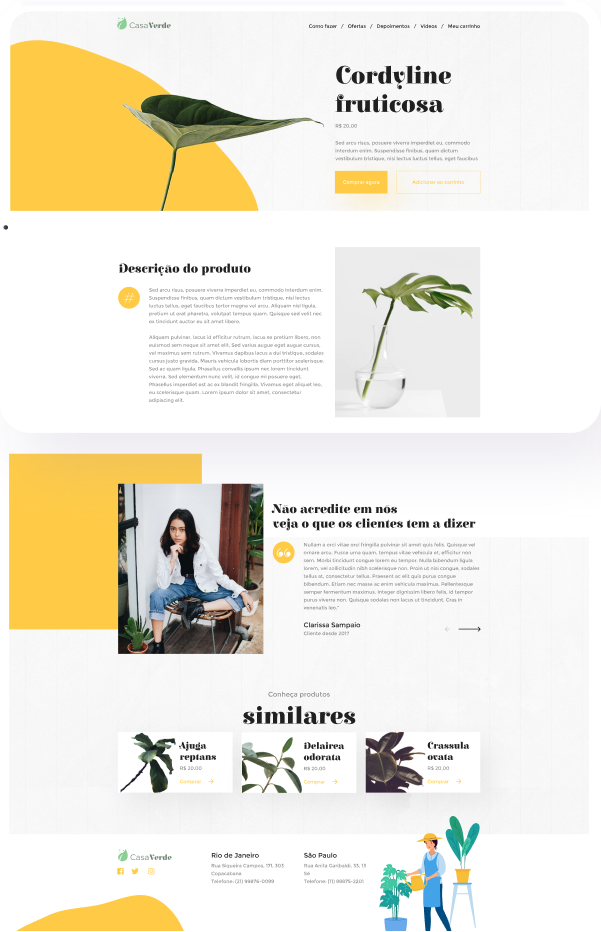 CasaVerde
Como fazer / Ofertas / Depoimentos / Vídeos / Meu carrinho
Cordyline
fruticosa
R$ 20,00
Sed arcu risus, posuere viverra imperdiet eu, commodo
interdum enim. Suspendisse finibus, quam dictum
vestibulum tristique, nisi lectus luctus tellus, eget faucibus
Comprar agora
Adicionar ao carrinho
Descrição do produto
#
Sed arcu risus, posuere viverra imperdiet eu, commodo interdum enim.
Suspendisse finibus, quam dictum vestibulum tristique, nisi lectus
luctus tellus, eget faucibus tortor magna vel arcu. Aliquam nisl ligula,
pretium ut erat pharetra, volutpat tempus quam. Quisque sed velit nec
ex tincidunt auctor eu sit amet libero.
Aliquam pulvinar, lacus id efficitur rutrum, lacus ex pretium libero, non
euismod sem neque sit amet elit. Sed varius augue eget augue cursus,
vel maximus sem rutrum. Vivamus dapibus lacus a dui tristique, sodales
cursus justo gravida. Mauris vehicula lobortis diam porttitor scelerisque.
Sed ac quam ligula. Phasellus convallis ipsum nec lorem tincidunt
viverra. Sed elementum nunc velit, id congue mi posuere eget.
Phasellus imperdiet est ac ex blandit fringilla. Vivamus eget aliquet leo,
eu scelerisque quam. Lorem ipsum dolor sit amet, consectetur
adipiscing elit.
Não acredite em nós
veja o que os clientes tem a dizer
Nullam a orci vitae orci fringilla pulvinar sit amet quis felis. Quisque vel
ornare arcu. Fusce urna quam, tempus vitae vehicula et, efficitur non
sem. Morbi tincidunt congue lorem eu tempor. Nulla bibendum ligula
lorem, vel sollicitudin nibh scelerisque non. Proin ut nisi congue, sodales
tellus at, consectetur tellus. Praesent ac elit quis purus congue
bibendum. Etiam nec massa ac enim vehicula maximus. Pellentesque
semper fermentum maximus. Integer dignissim libero felis, id tempor
purus viverra non. Quisque sodales non lacus ut tincidunt. Cras in
venenatis leo."
Clarissa Sampaio
Cliente desde 2017
Conheça produtos
similares
Ajuga
reptans
R$ 20,00
Comprar
Delairea
odorata
R$ 20,00
Comprar
Crassula
ovata
R$ 20,00
Comprar
CasaVerde
Rio de Janeiro
Rua Siqueira Campos, 171, 303
Copacabana
Telefone: (21) 99876-0099
São Paulo
Rua Anita Garibaldi, 33, 13
Sé
Telefone: (11) 99875-2201